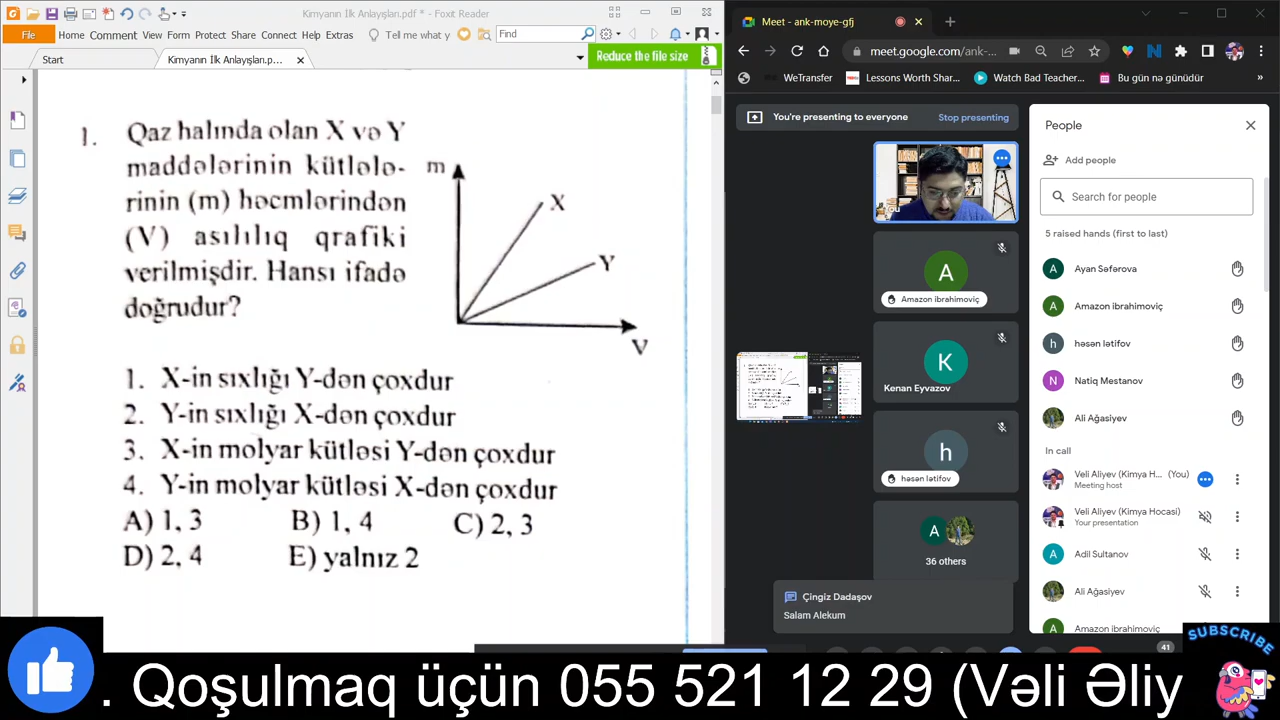 Kimyanın İlk Anlayışları.pdf * - Foxit Reader
File Home Comment View Form Protect Share Connect Help Extras Tell me what y Find
Start Kimyanın İlk Anlayışları.p...
Reduce the file size
1. Qaz halında olan X və Y
maddələrinin kütlələ-
rinin (m) həcmlərindən
(V) asılılıq qrafiki
verilmişdir. Hansı ifadə
doğrudur?
m
X
Y
V
1. X-in sıxlığı Y-dən çoxdur
2. Y-in sıxlığı X-dən çoxdur
3. X-in molyar kütləsi Y-dən çoxdur
4. Y-in molyar kütləsi X-dən çoxdur
A) 1, 3 B) 1, 4 C) 2, 3
D) 2, 4 E) yalnız 2
Meet - ank-moye-gfj
meet.google.com/ank-
WeTransfer Lessons Worth Shar... Watch Bad Teacher... Bu gün nə günüdür »
You're presenting to everyone Stop presenting
You
A
Amazon ibrahimoviç
K
Kenan Eyvazov
h
həsən lətifov
A
36 others
Çingiz Dadaşov
Salam Alekum
People
Add people
Search for people
5 raised hands (first to last)
A Ayan Səfərova
A Amazon ibrahimoviç
h həsən lətifov
N Natiq Mestanov
Ali Ağasiyev
In call
Veli Aliyev (Kimya H... (You)
Meeting host
Veli Aliyev (Kimya Hocasi)
Your presentation
A Adil Sultanov
Ali Ağasiyev
A Amazon ibrahimoviç
41
SUBSCRIBE
. Qoşulmaq üçün 055 521 12 29 (Vəli Əliy